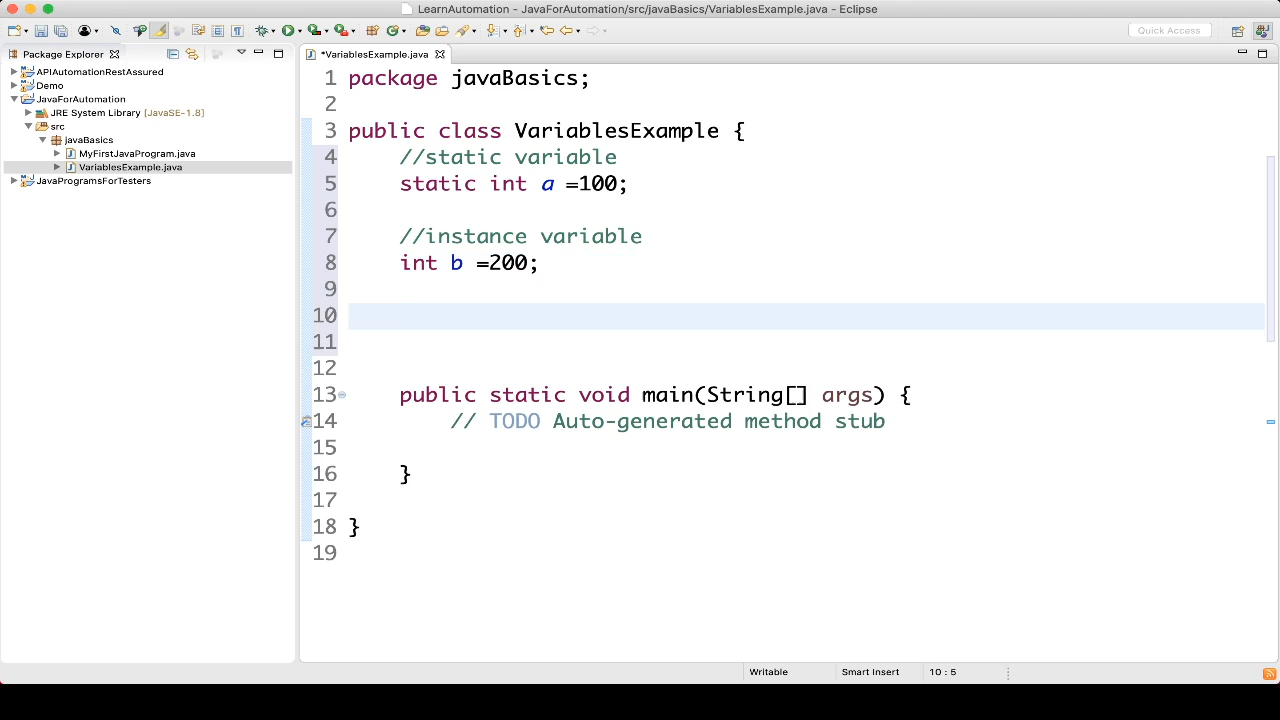 LearnAutomation - JavaForAutomation/src/javaBasics/VariablesExample.java - Eclipse
Quick Access
Package Explorer
APIAutomationRestAssured
Demo
JavaForAutomation
JRE System Library [JavaSE-1.8]
src
javaBasics
MyFirstJavaProgram.java
VariablesExample.java
JavaProgramsForTesters
*VariablesExample.java
1 package javaBasics;
2
3 public class VariablesExample {
4 //static variable
5 static int a =100;
6
7 //instance variable
8 int b =200;
9
10
11
12
13 public static void main(String[] args) {
14 // TODO Auto-generated method stub
15
16 }
17
18 }
19
Writable Smart Insert 10 : 5